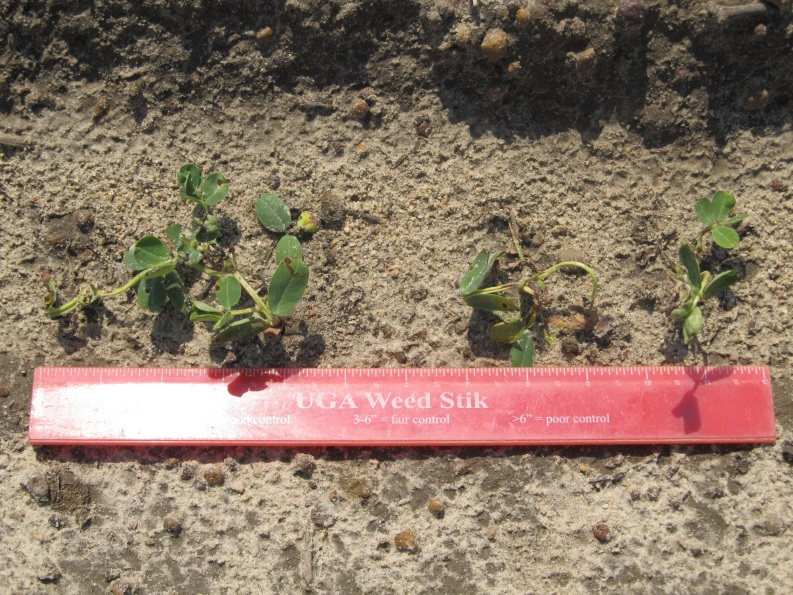 UGA Weed Stik
control 3-6" = fair control >6" = poor control